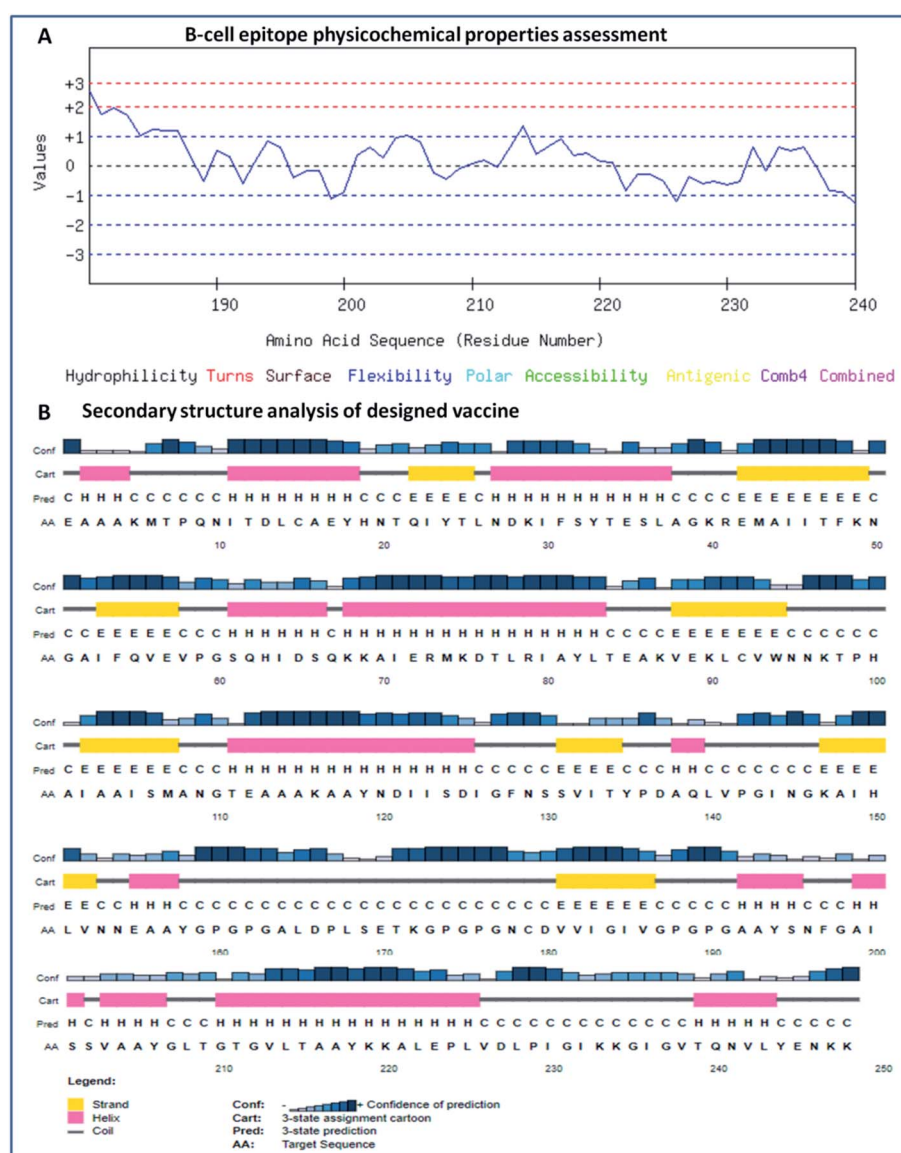 A
B-cell epitope physicochemical properties assessment
+3
+2
+1
0
-1
-2
-3
Values
190 200 210 220 230 240
Amino Acid Sequence (Residue Number)
Hydrophilicity Turns Surface Flexibility Polar Accessibility Antigenic Comb4 Combined
B Secondary structure analysis of designed vaccine
Conf
Cart
Pred C H H H C C C C C C H H H H H H H H C C C E E E E C H H H H H H H H H H H C C C C E E E E E E E E C
AA E A A A K M T P Q N I T D L C A E Y H N T Q I Y T L N D K I F S Y T E S L A G K R E M A I I T F K N
10 20 30 40 50
Conf
Cart
Pred C C E E E E E C C C H H H H H H C H H H H H H H H H H H H H H H H C C C C E E E E E E E C C C C C C
AA G A I F Q V E V P G S Q H I D S Q K K A I E R M K D T L R I A Y L T E A K V E K L C V W N N K T P H
60 70 80 90 100
Conf
Cart
Pred C E E E E E E C C C H H H H H H H H H H H H H H H C C C C C E E E E C C C H H C C C C C C C E E E E
AA A I A A I S M A N G T E A A A K A A Y N D I I S D I G F N S S V I T Y P D A Q L V P G I N G K A I H
110 120 130 140 150
Conf
Cart
Pred E E C C H H H C C C C C C C C C C C C C C C C C C C C C C C E E E E E E C C C C C H H H H C C C H H
AA L V N N E A A Y G P G P G A L D P L S E T K G P G P G N C D V V I G I V G P G P G A A Y S N F G A I
160 170 180 190 200
Conf
Cart
Pred H C H H H H C C C H H H H H H H H H H H H H H H H C C C C C C C C C C C C C H H H H H C C C C C
AA S S V A A Y G L T G T G V L T A A Y K K A L E P L V D L P I G I K K G I G V T Q N V L Y E N K K
210 220 230 240 250
Legend:
Strand
Helix
Coil
Conf: - + Confidence of prediction
Cart: 3-state assignment cartoon
Pred: 3-state prediction
AA: Target Sequence